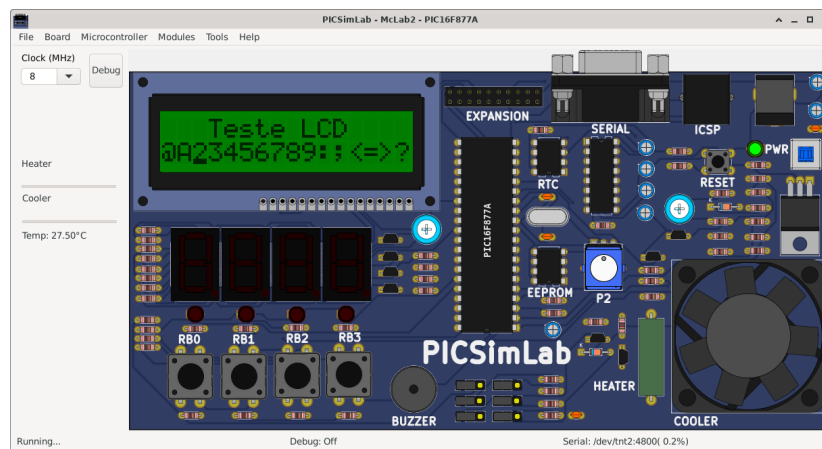 PICSimLab - McLab2 - PIC16F877A
File Board Microcontroller Modules Tools Help
Clock (MHz)
8
Debug
Heater
Cooler
Temp: 27.50°C
Teste LCD
@A23456789:;<=>?
EXPANSION
SERIAL
ICSP
PWR
RTC
RESET
PIC16F877A
EEPROM
P2
RB0 RB1 RB2 RB3
PICSimLab
HEATER
BUZZER
COOLER
Running...
Debug: Off
Serial: /dev/tnt2:4800( 0.2%)